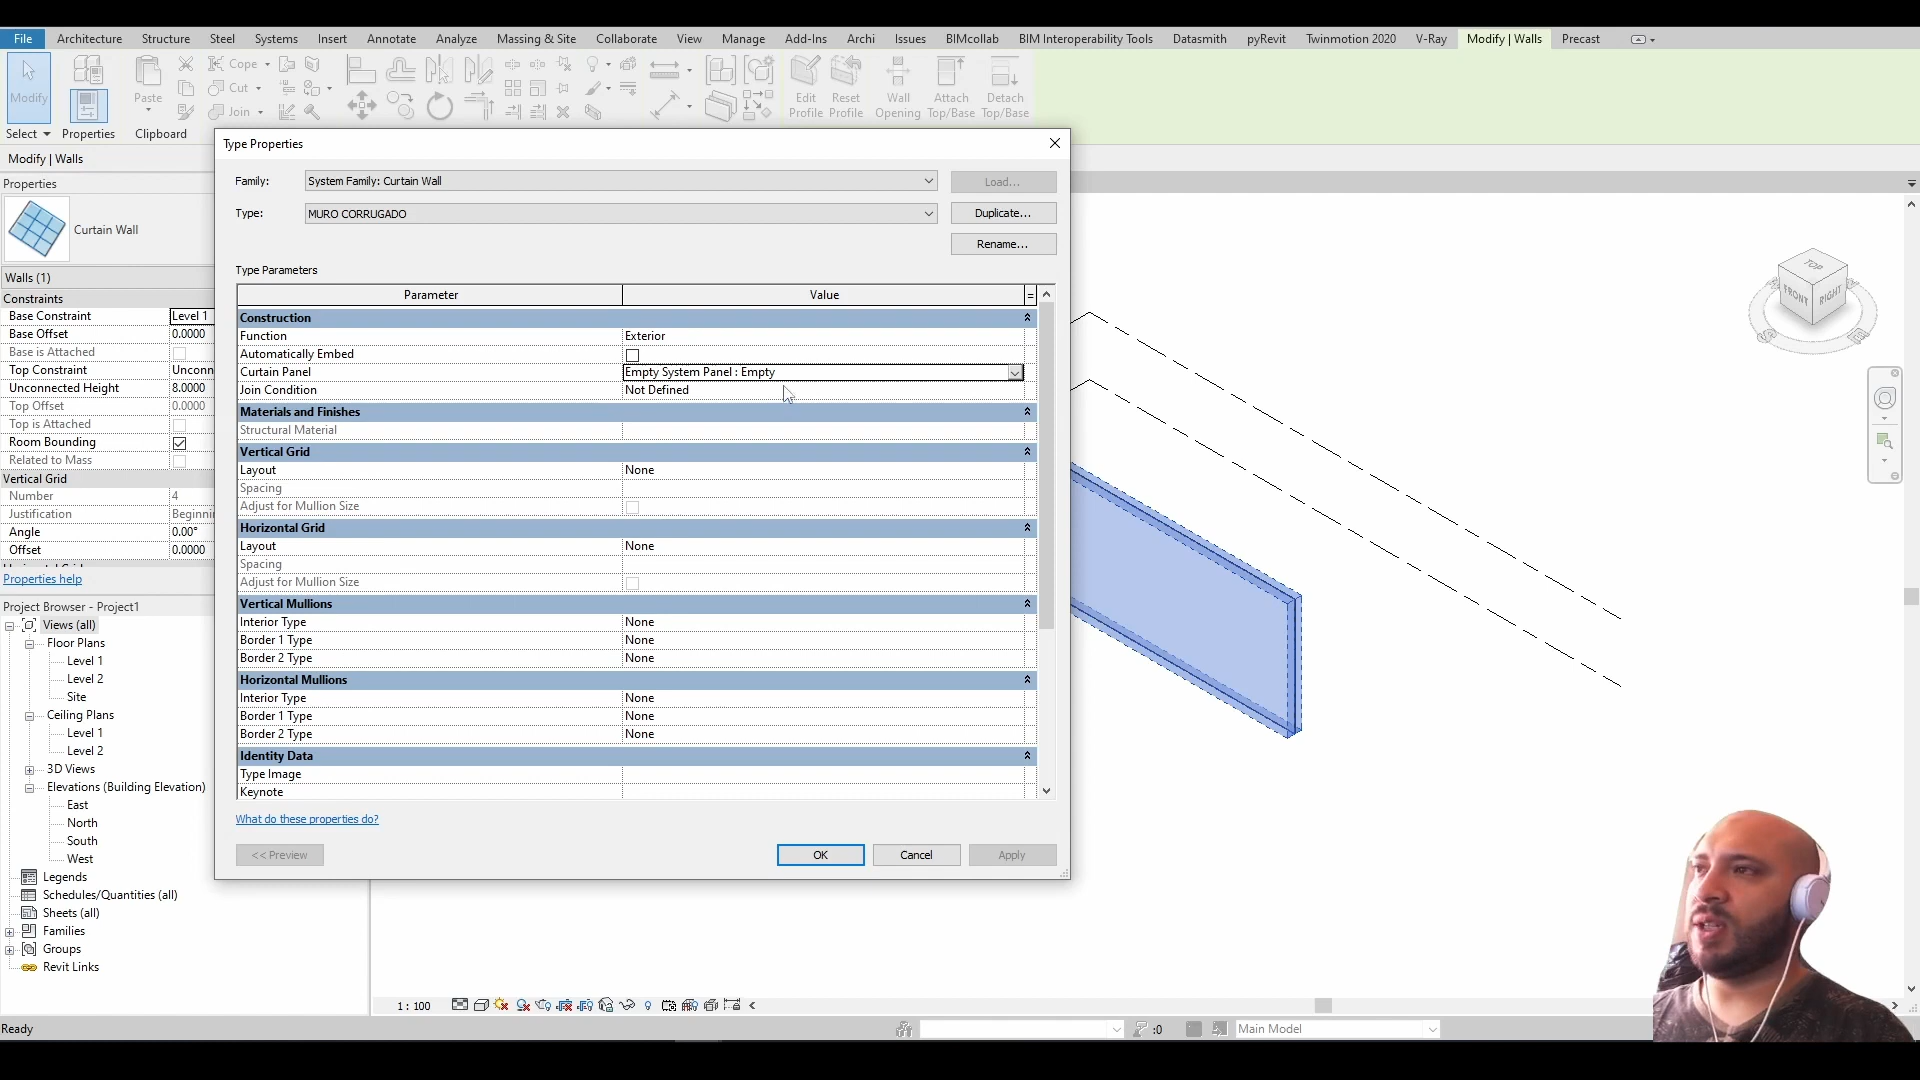 File Architecture Structure Steel Systems Insert Annotate Analyze Massing & Site Collaborate View Manage Add-Ins Archi Issues BIMcollab BIM Interoperability Tools Datasmith pyRevit Twinmotion 2020 V-Ray Modify | Walls Precast
Modify
Paste
Cope
Cut
Join
Edit Profile
Reset Profile
Wall Opening
Attach Top/Base
Detach Top/Base
Select Properties Clipboard
Modify | Walls
Properties
Curtain Wall
Walls (1)
Constraints
Base Constraint Level 1
Base Offset 0.0000
Base is Attached
Top Constraint Unconn
Unconnected Height 8.0000
Top Offset 0.0000
Top is Attached
Room Bounding
Related to Mass
Vertical Grid
Number 4
Justification Beginni
Angle 0.00°
Offset 0.0000
Properties help
Project Browser - Project1
Views (all)
Floor Plans
Level 1
Level 2
Site
Ceiling Plans
Level 1
Level 2
3D Views
Elevations (Building Elevation)
East
North
South
West
Legends
Schedules/Quantities (all)
Sheets (all)
Families
Groups
Revit Links
Type Properties
Family: System Family: Curtain Wall Load...
Type: MURO CORRUGADO Duplicate...
Rename...
Type Parameters
Parameter Value =
Construction
Function Exterior
Automatically Embed
Curtain Panel Empty System Panel : Empty
Join Condition Not Defined
Materials and Finishes
Structural Material
Vertical Grid
Layout None
Spacing
Adjust for Mullion Size
Horizontal Grid
Layout None
Spacing
Adjust for Mullion Size
Vertical Mullions
Interior Type None
Border 1 Type None
Border 2 Type None
Horizontal Mullions
Interior Type None
Border 1 Type None
Border 2 Type None
Identity Data
Type Image
Keynote
What do these properties do?
<< Preview OK Cancel Apply
TOP
FRONT RIGHT
1 : 100
Ready
:0
Main Model